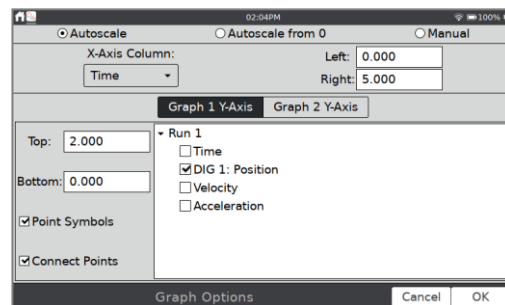 02:04PM 100%
Autoscale Autoscale from 0 Manual
X-Axis Column: Left: 0.000
Time Right: 5.000
Graph 1 Y-Axis Graph 2 Y-Axis
Top: 2.000
Run 1
Time
DIG 1: Position
Bottom: 0.000
Velocity
Acceleration
Point Symbols
Connect Points
Graph Options Cancel OK